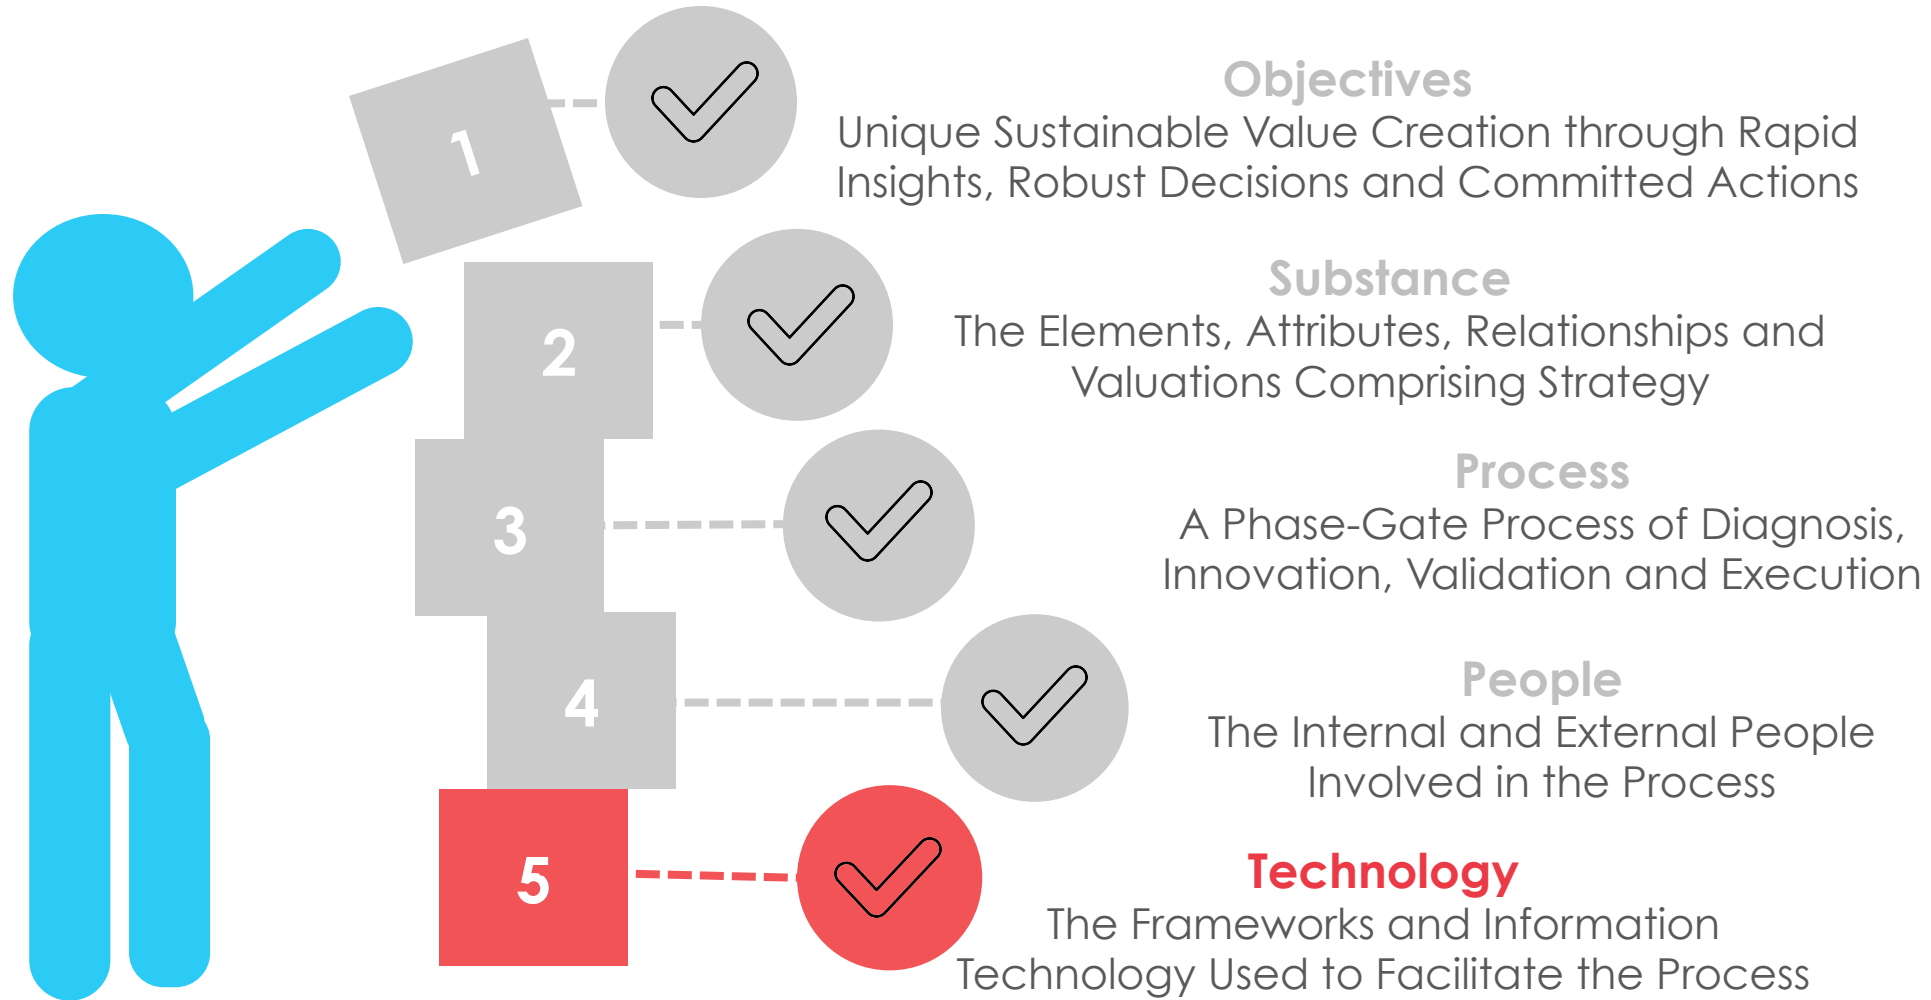 1
Objectives
Unique Sustainable Value Creation through Rapid
Insights, Robust Decisions and Committed Actions
2
Substance
The Elements, Attributes, Relationships and
Valuations Comprising Strategy
3
Process
A Phase-Gate Process of Diagnosis,
Innovation, Validation and Execution
4
People
The Internal and External People
Involved in the Process
5
Technology
The Frameworks and Information
Technology Used to Facilitate the Process